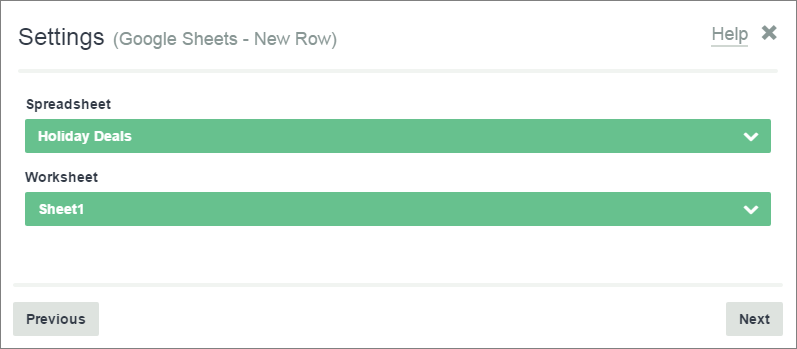 Settings (Google Sheets - New Row) Help
Spreadsheet
Holiday Deals
Worksheet
Sheet1
Previous Next